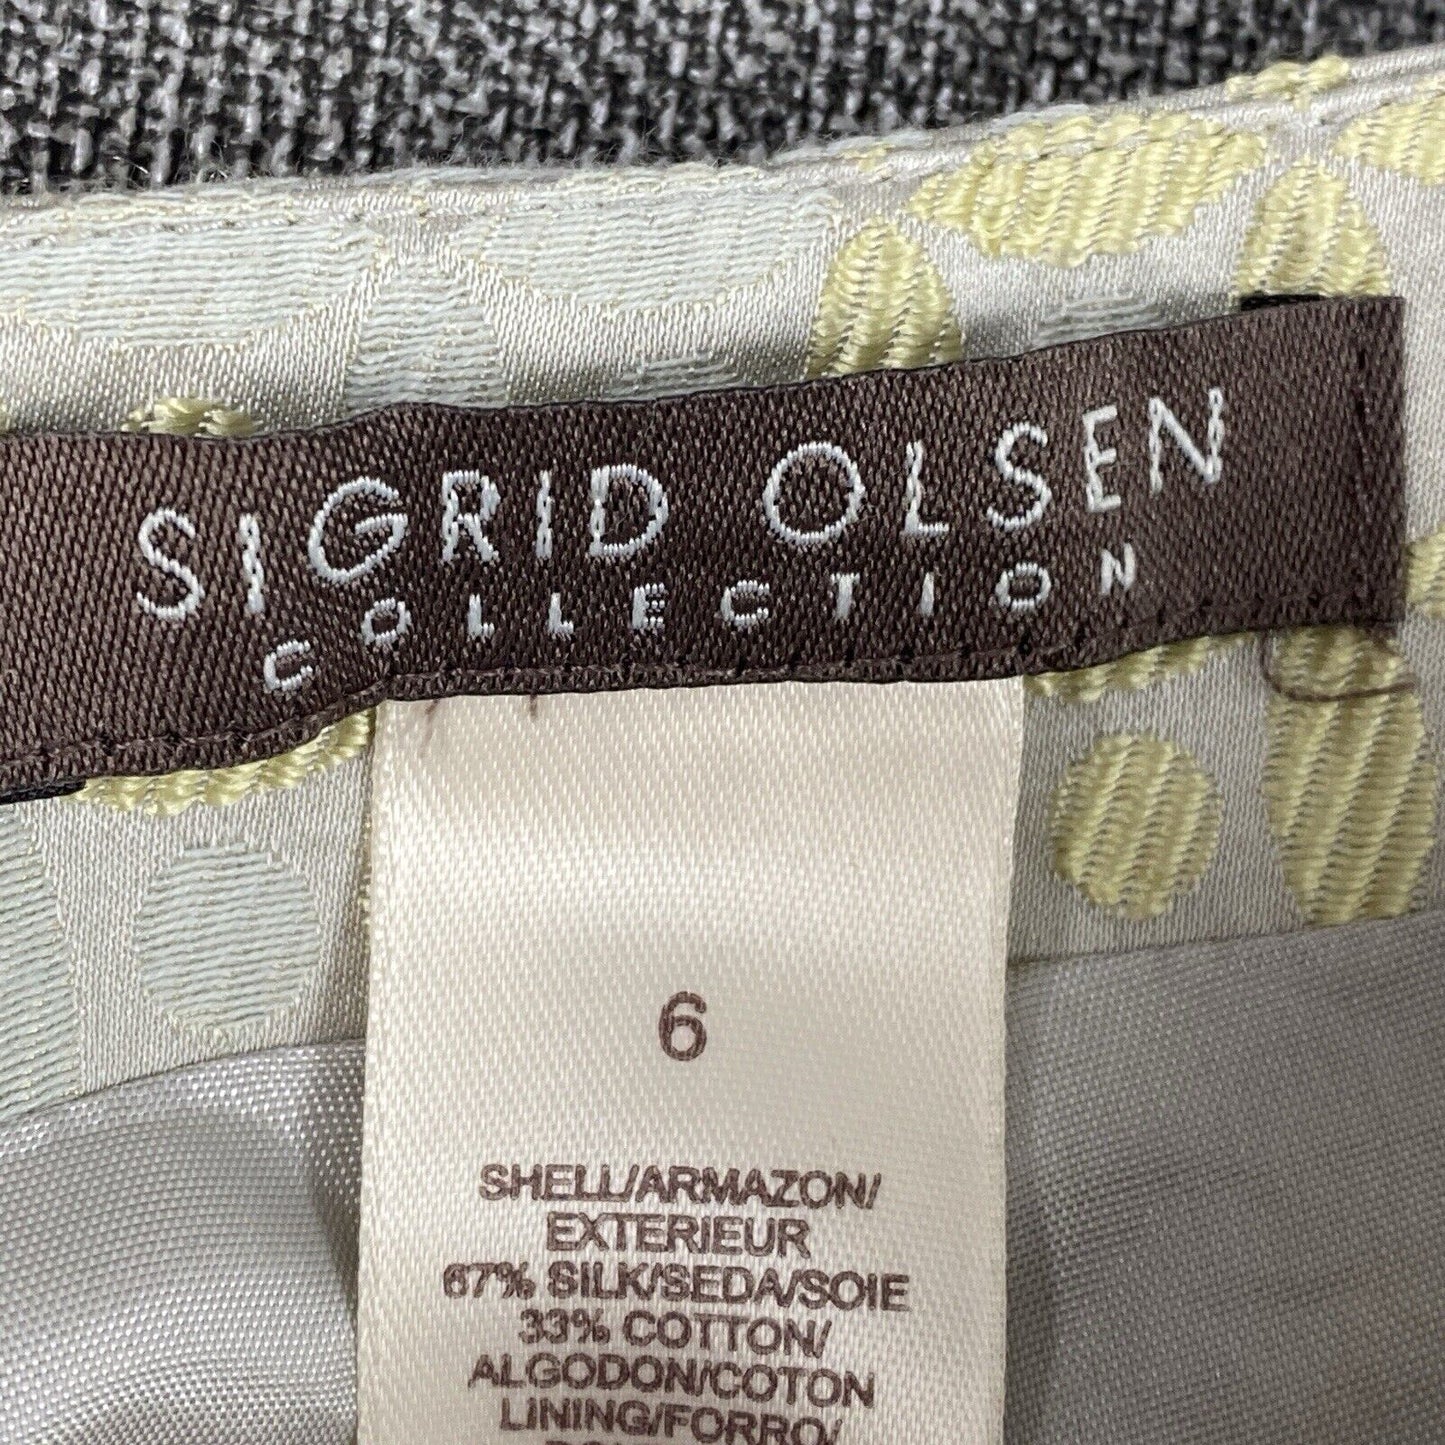 SIGRID OLSEN
COLLECTION
6
SHELL/ARMAZON/
EXTERIEUR
67% SILK/SEDA/SOIE
33% COTTON/
ALGODON/COTON
LINING/FORRO/